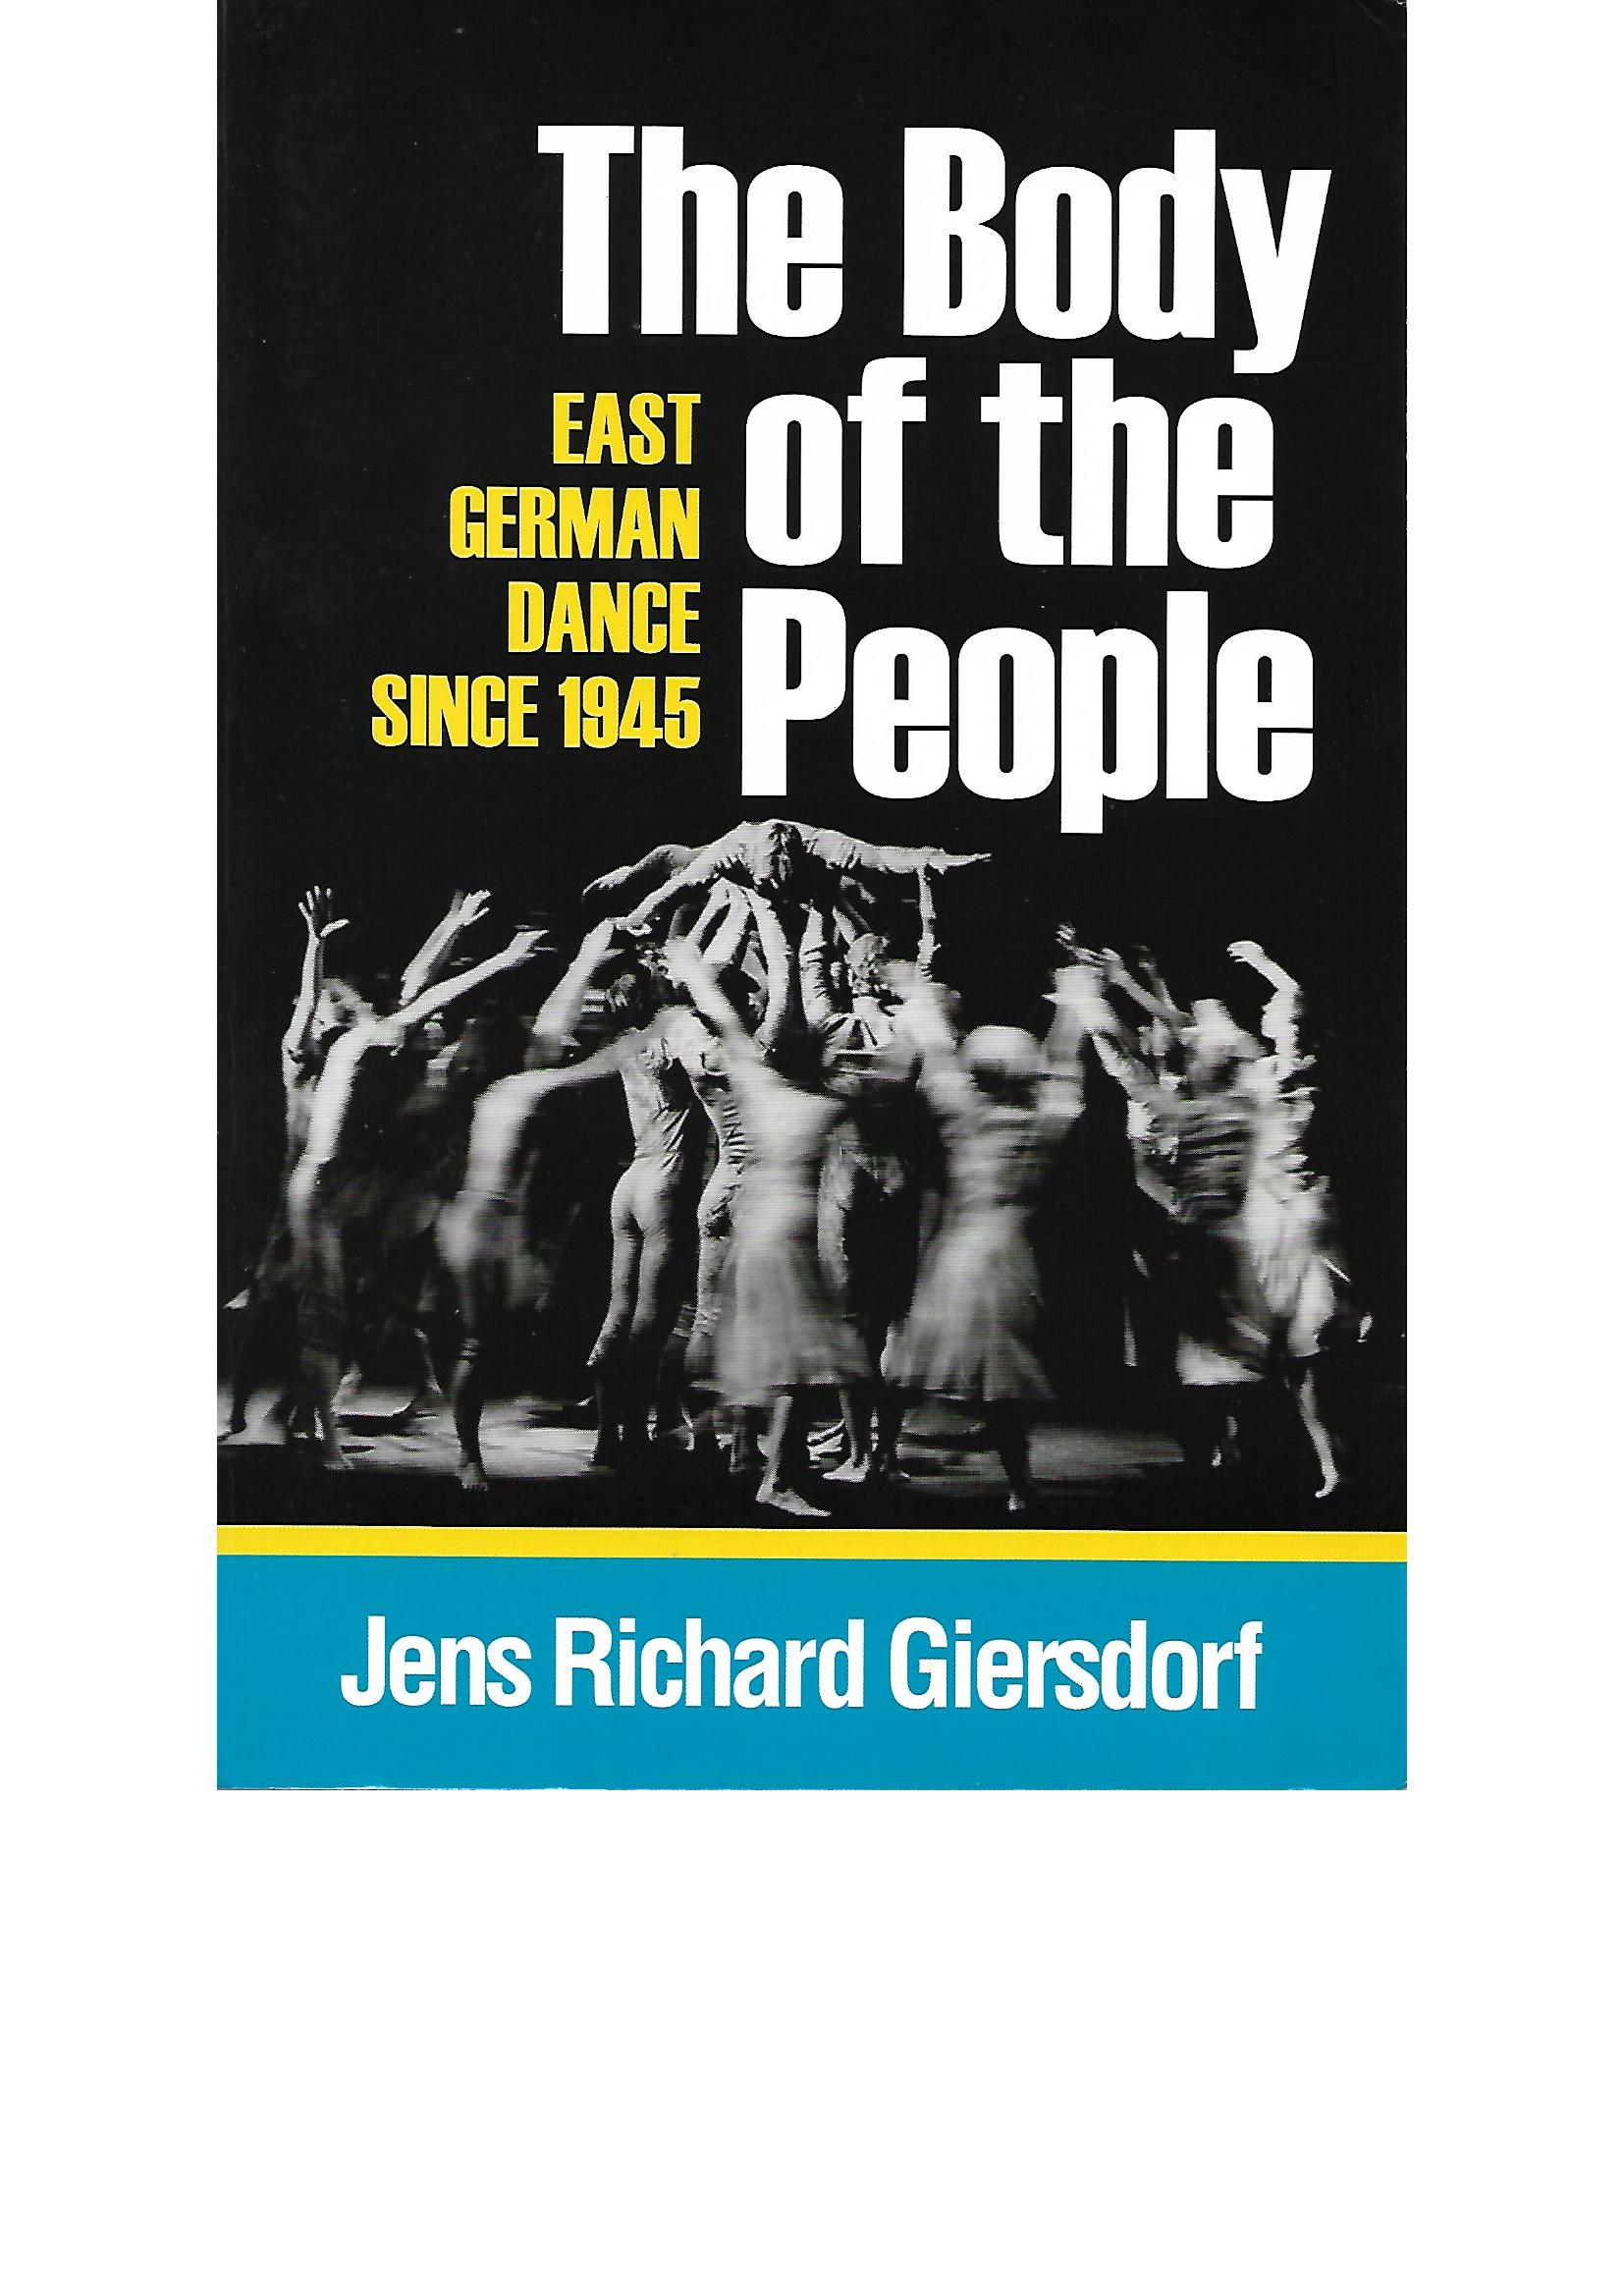 The Body
of the
People
EAST
GERMAN
DANCE
SINCE 1945
Jens Richard Giersdorf